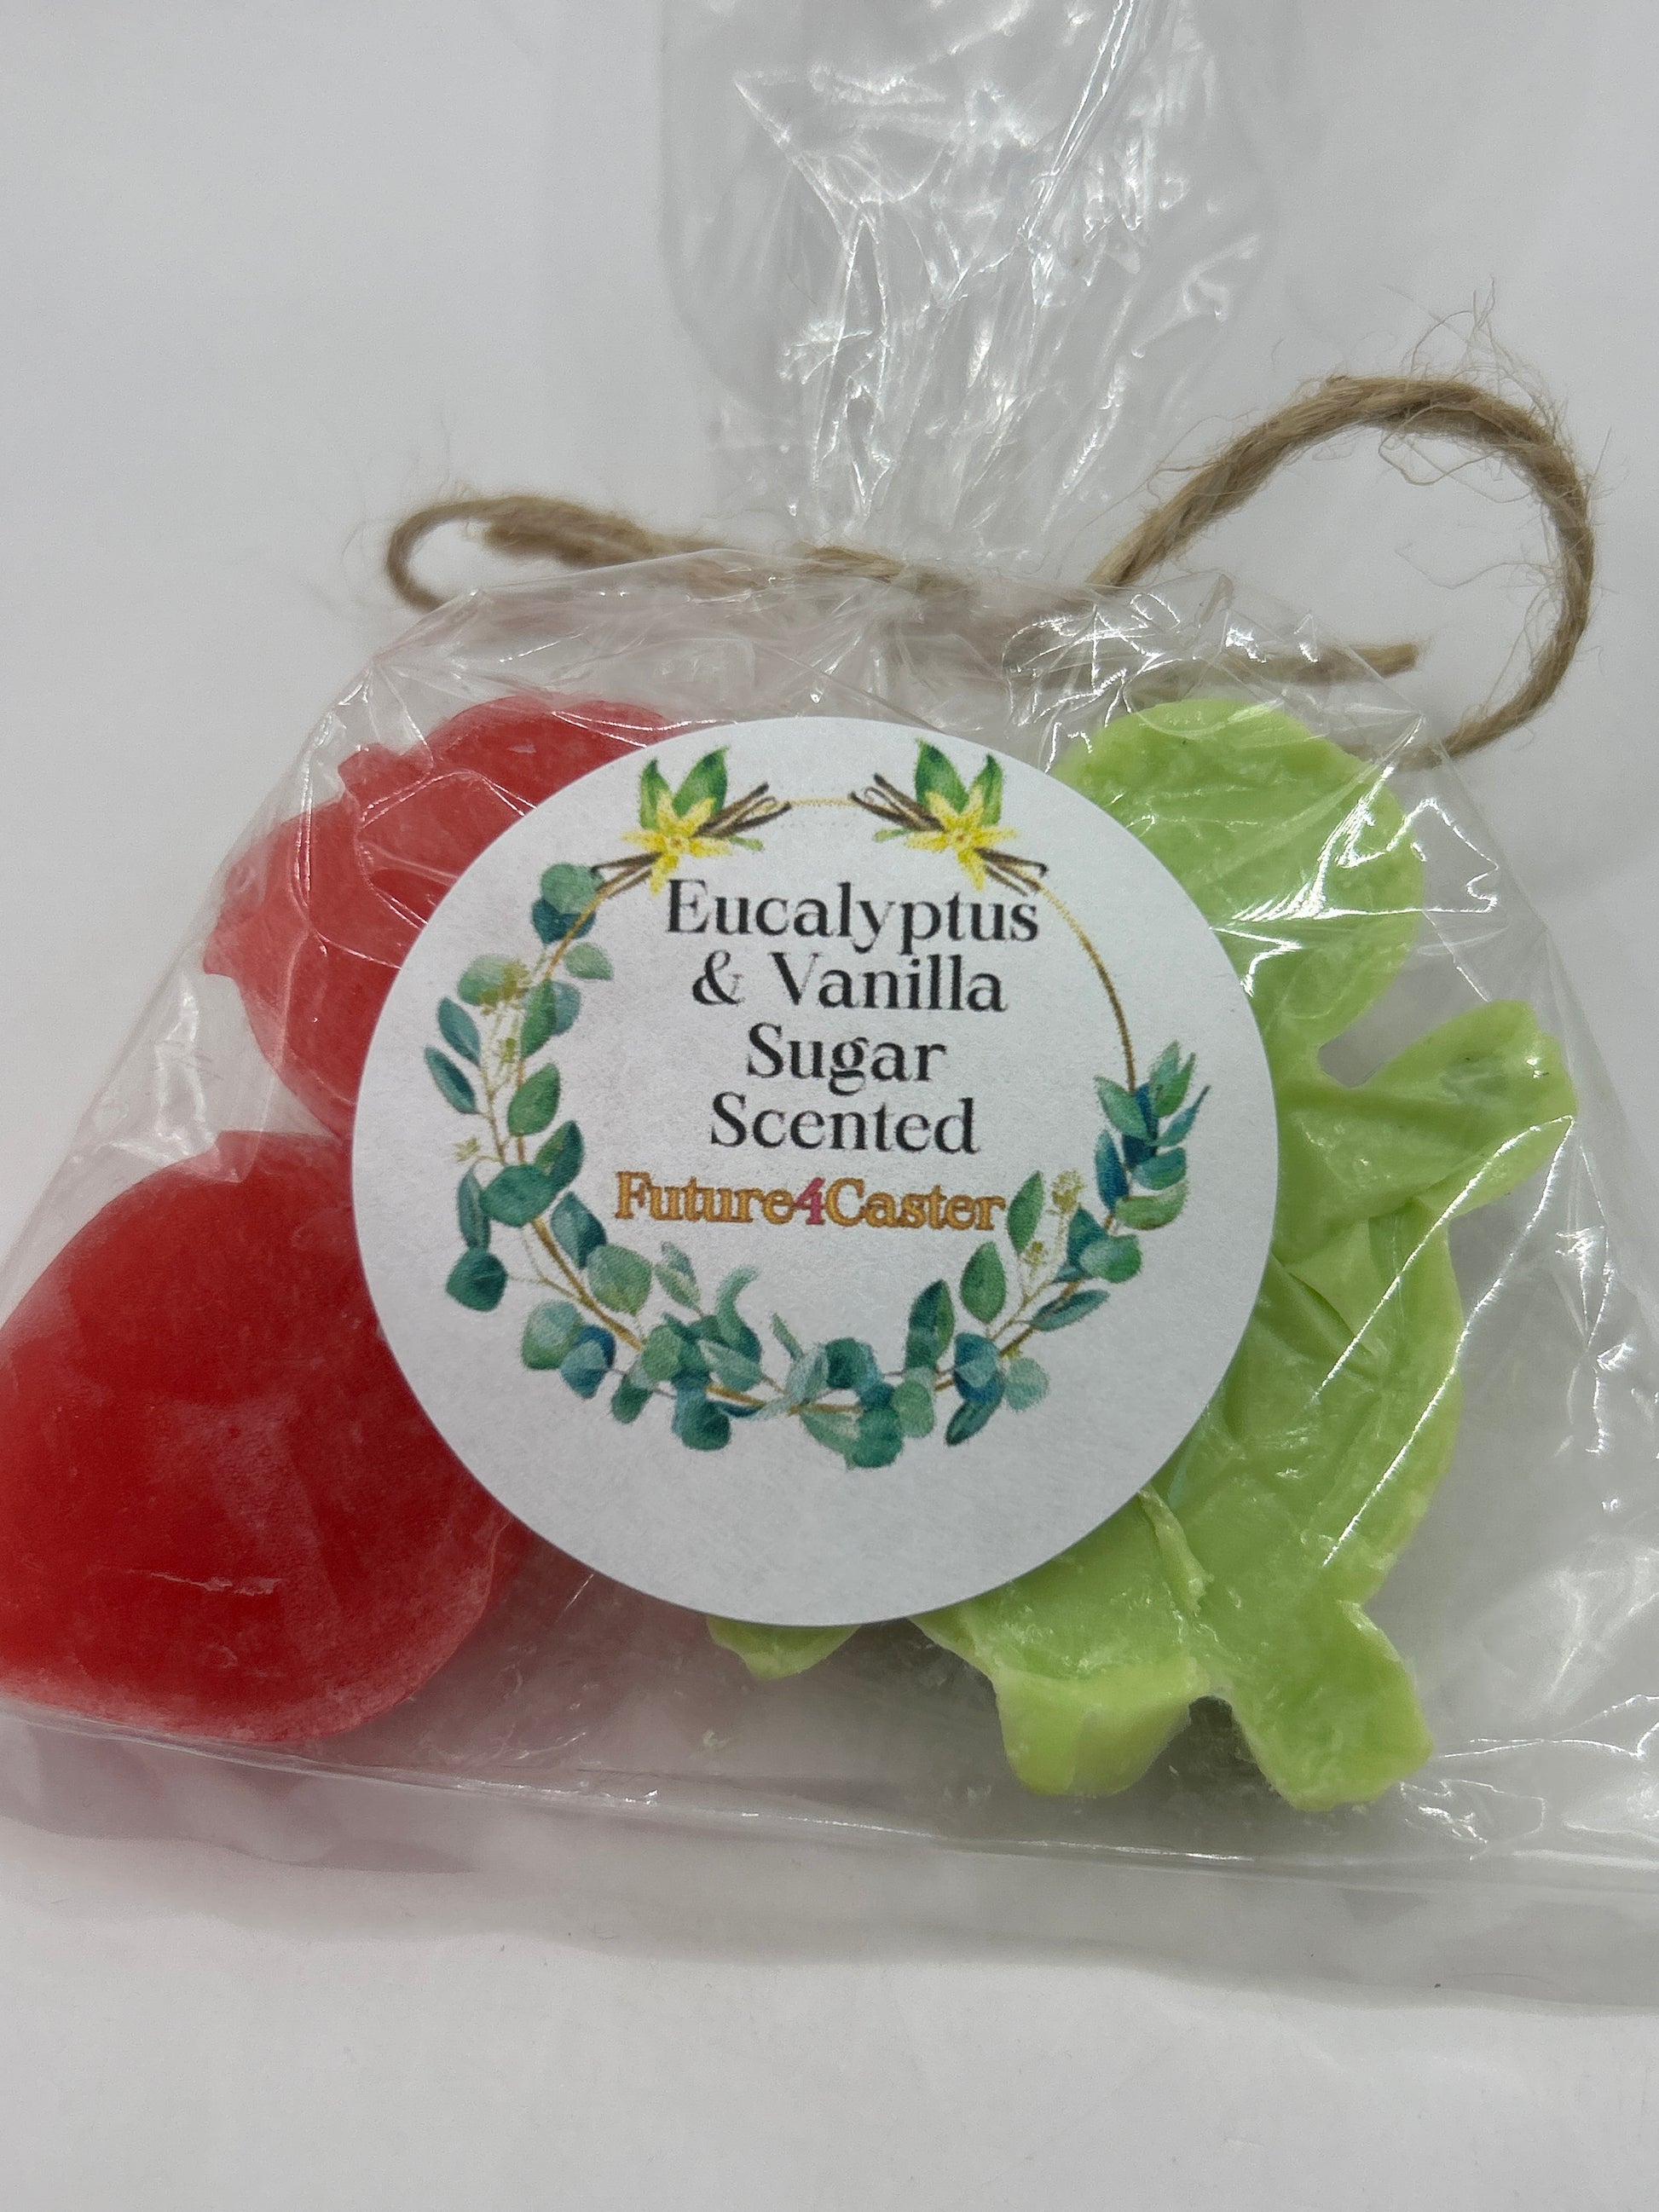 Eucalyptus
& Vanilla
Sugar
Scented
Future4Caster